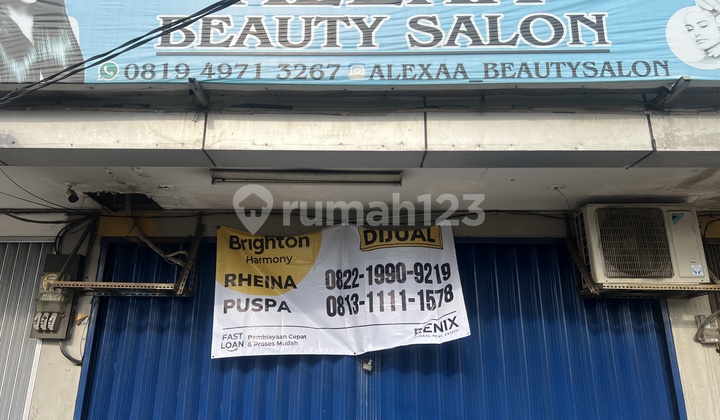 BEAUTY SALON
0819 4971 3267 ALEXAA_BEAUTYSALON
rumah123
Brighton
Harmony
DIJUAL
RHEINA 0822-1990-9219
PUSPA 0813-1111-1578
FAST LOAN
Pembiayaan Cepat
& Proses Mudah
FENIX